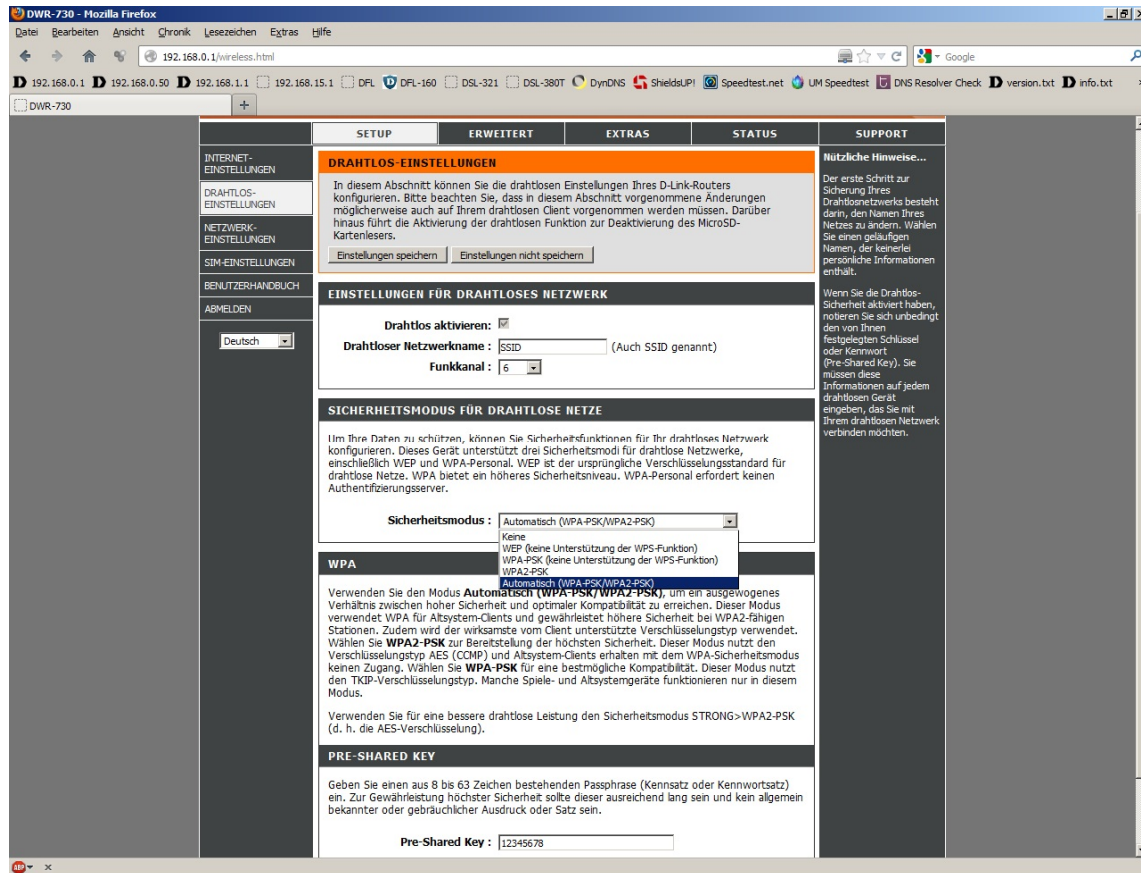 DWR-730 - Mozilla Firefox
Datei Bearbeiten Ansicht Chronik Lesezeichen Extras Hilfe
192.168.0.1/wireless.html
Google
192.168.0.1 192.168.0.50 192.168.1.1 192.168.15.1 DFL DFL-160 DSL-321 DSL-380T DynDNS ShieldsUP! Speedtest.net UM Speedtest DNS Resolver Check version.txt info.txt
DWR-730
SETUP ERWEITERT EXTRAS STATUS SUPPORT
INTERNET-
EINSTELLUNGEN
DRAHTLOS-
EINSTELLUNGEN
NETZWERK-
EINSTELLUNGEN
SIM-EINSTELLUNGEN
BENUTZERHANDBUCH
ABMELDEN
Deutsch
DRAHTLOS-EINSTELLUNGEN
In diesem Abschnitt können Sie die drahtlosen Einstellungen Ihres D-Link-Routers
konfigurieren. Bitte beachten Sie, dass in diesem Abschnitt vorgenommene Änderungen
möglicherweise auch auf Ihrem drahtlosen Client vorgenommen werden müssen. Darüber
hinaus führt die Aktivierung der drahtlosen Funktion zur Deaktivierung des MicroSD-
Kartenlesers.
Einstellungen speichern Einstellungen nicht speichern
EINSTELLUNGEN FÜR DRAHTLOSES NETZWERK
Drahtlos aktivieren:
Drahtloser Netzwerkname : SSID (Auch SSID genannt)
Funkkanal : 6
SICHERHEITSMODUS FÜR DRAHTLOSE NETZE
Um Ihre Daten zu schützen, können Sie Sicherheitsfunktionen für Ihr drahtloses Netzwerk
konfigurieren. Dieses Gerät unterstützt drei Sicherheitsmodi für drahtlose Netzwerke,
einschließlich WEP und WPA-Personal. WEP ist der ursprüngliche Verschlüsselungsstandard für
drahtlose Netze. WPA bietet ein höheres Sicherheitsniveau. WPA-Personal erfordert keinen
Authentifizierungsserver.
Sicherheitsmodus : Automatisch (WPA-PSK/WPA2-PSK)
Keine
WEP (keine Unterstützung der WPS-Funktion)
WPA-PSK (keine Unterstützung der WPS-Funktion)
WPA2-PSK
Automatisch (WPA-PSK/WPA2-PSK)
WPA
Verwenden Sie den Modus Automatisch (WPA-PSK/WPA2-PSK), um ein ausgewogenes
Verhältnis zwischen hoher Sicherheit und optimaler Kompatibilität zu erreichen. Dieser Modus
verwendet WPA für Altsystem-Clients und gewährleistet höhere Sicherheit bei WPA2-fähigen
Stationen. Zudem wird der wirksamste vom Client unterstützte Verschlüsselungstyp verwendet.
Wählen Sie WPA2-PSK zur Bereitstellung der höchsten Sicherheit. Dieser Modus nutzt den
Verschlüsselungstyp AES (CCMP) und Altsystem-Clients erhalten mit dem WPA-Sicherheitsmodus
keinen Zugang. Wählen Sie WPA-PSK für eine bestmögliche Kompatibilität. Dieser Modus nutzt
den TKIP-Verschlüsselungstyp. Manche Spiele- und Altsystemgeräte funktionieren nur in diesem
Modus.
Verwenden Sie für eine bessere drahtlose Leistung den Sicherheitsmodus STRONG>WPA2-PSK
(d. h. die AES-Verschlüsselung).
PRE-SHARED KEY
Geben Sie einen aus 8 bis 63 Zeichen bestehenden Passphrase (Kennsatz oder Kennwortsatz)
ein. Zur Gewährleistung höchster Sicherheit sollte dieser ausreichend lang sein und kein allgemein
bekannter oder gebräuchlicher Ausdruck oder Satz sein.
Pre-Shared Key : 12345678
Nützliche Hinweise...
Der erste Schritt zur
Sicherung Ihres
Drahtlosnetzwerks besteht
darin, den Namen Ihres
Netzes zu ändern. Wählen
Sie einen geläufigen
Namen, der keinerlei
persönliche Informationen
enthält.
Wenn Sie die Drahtlos-
Sicherheit aktiviert haben,
notieren Sie sich unbedingt
den von Ihnen
festgelegten Schlüssel
oder Kennwort
(Pre-Shared Key). Sie
müssen diese
Informationen auf jedem
drahtlosen Gerät
eingeben, das Sie mit
Ihrem drahtlosen Netzwerk
verbinden möchten.
ABP